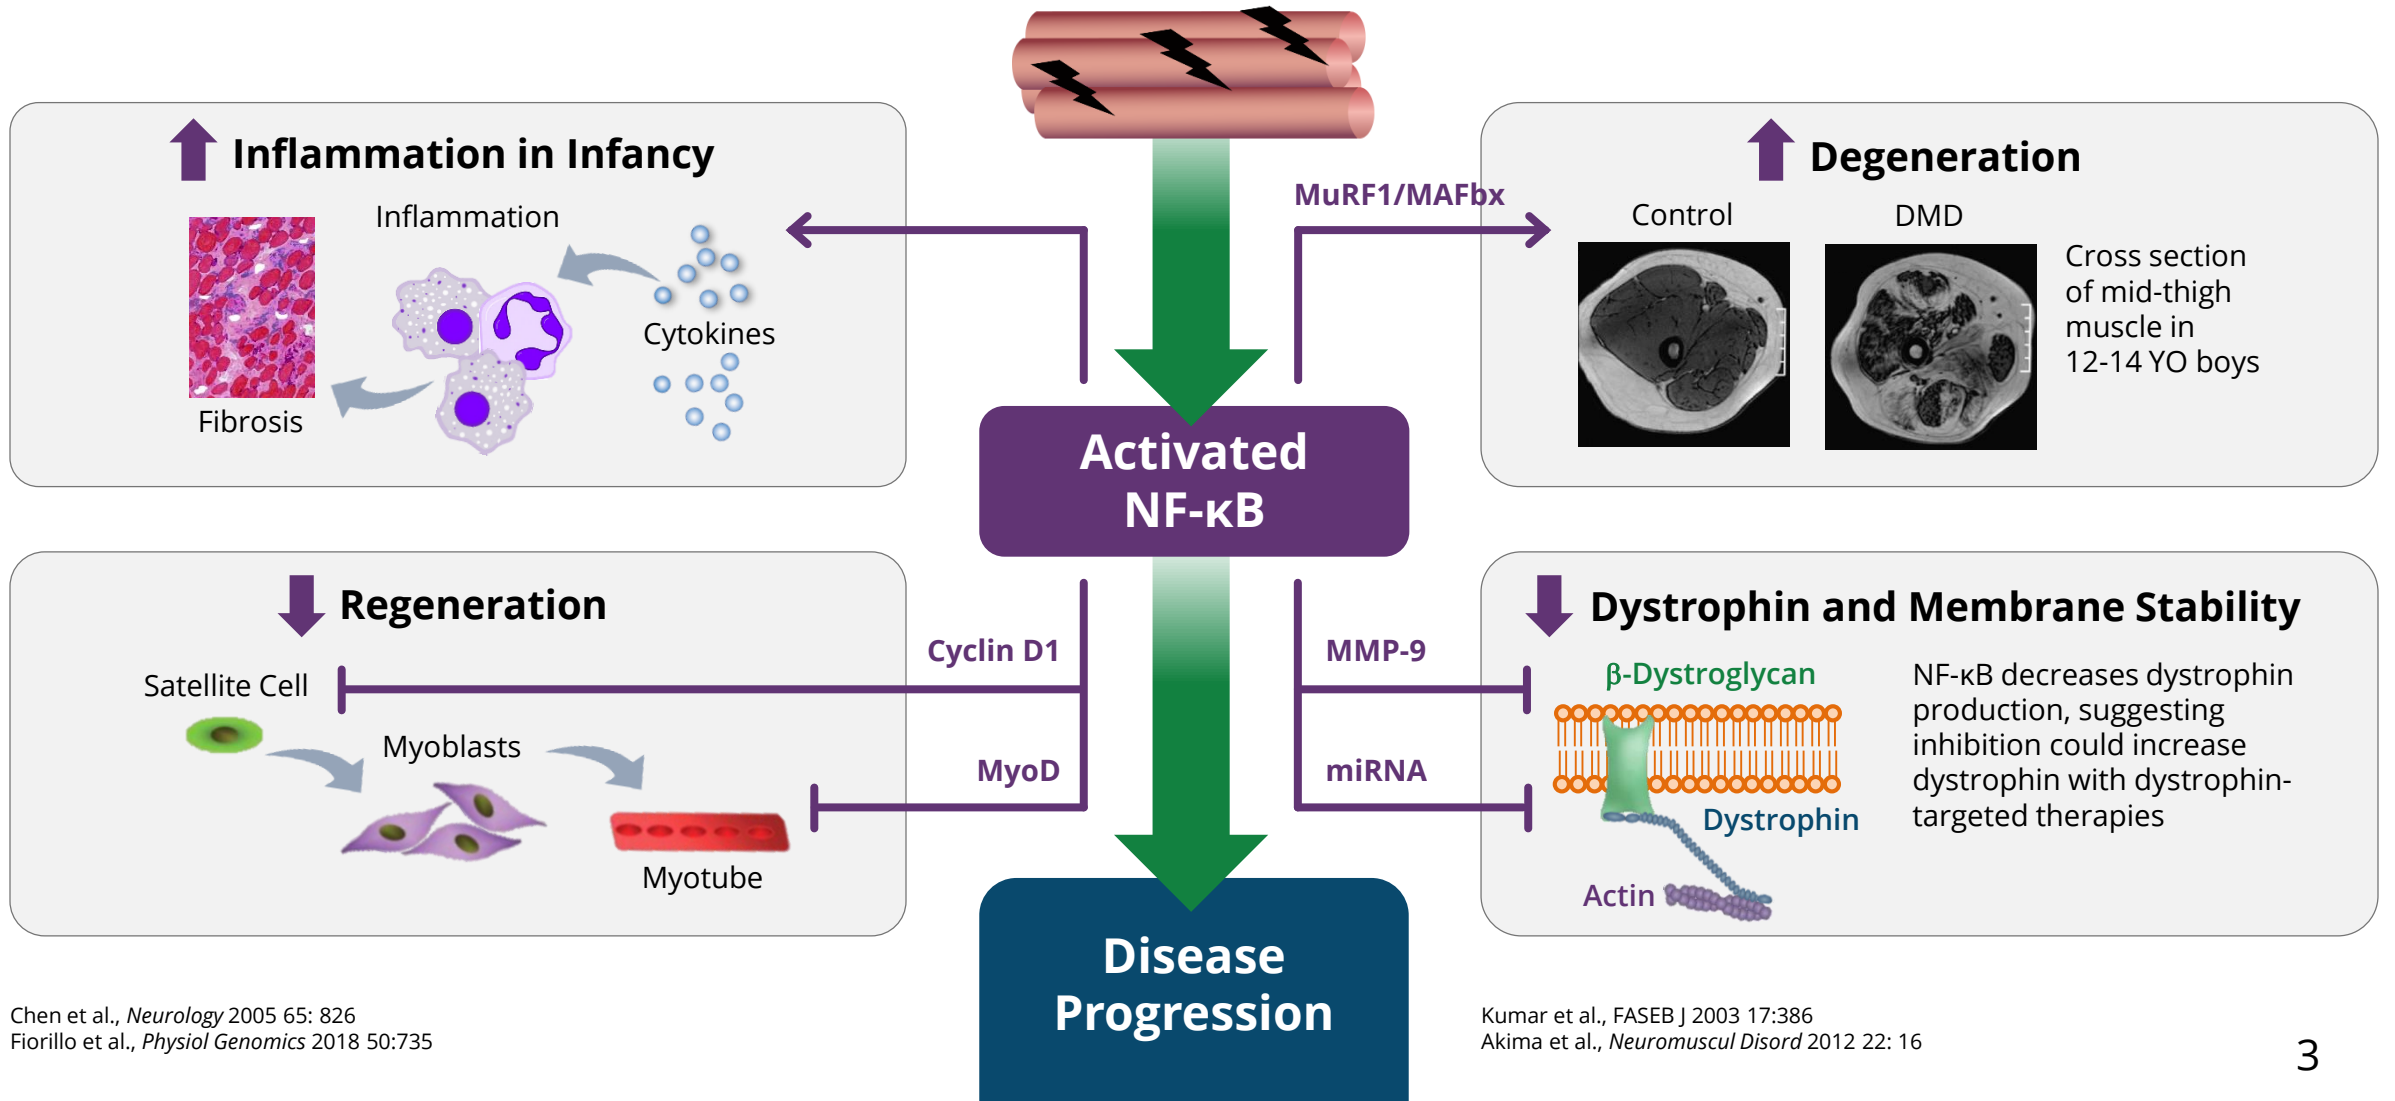 Inflammation in Infancy
Inflammation
Cytokines
Fibrosis
MuRF1/MAFbx
Degeneration
Control
DMD
Cross section
of mid-thigh
muscle in
12-14 YO boys
Activated
NF-κB
Regeneration
Satellite Cell
Myoblasts
Myotube
Cyclin D1
MyoD
MMP-9
miRNA
Dystrophin and Membrane Stability
β-Dystroglycan
Dystrophin
Actin
NF-κB decreases dystrophin
production, suggesting
inhibition could increase
dystrophin with dystrophin-
targeted therapies
Disease
Progression
Chen et al., Neurology 2005 65: 826
Fiorillo et al., Physiol Genomics 2018 50:735
Kumar et al., FASEB J 2003 17:386
Akima et al., Neuromuscul Disord 2012 22: 16
3